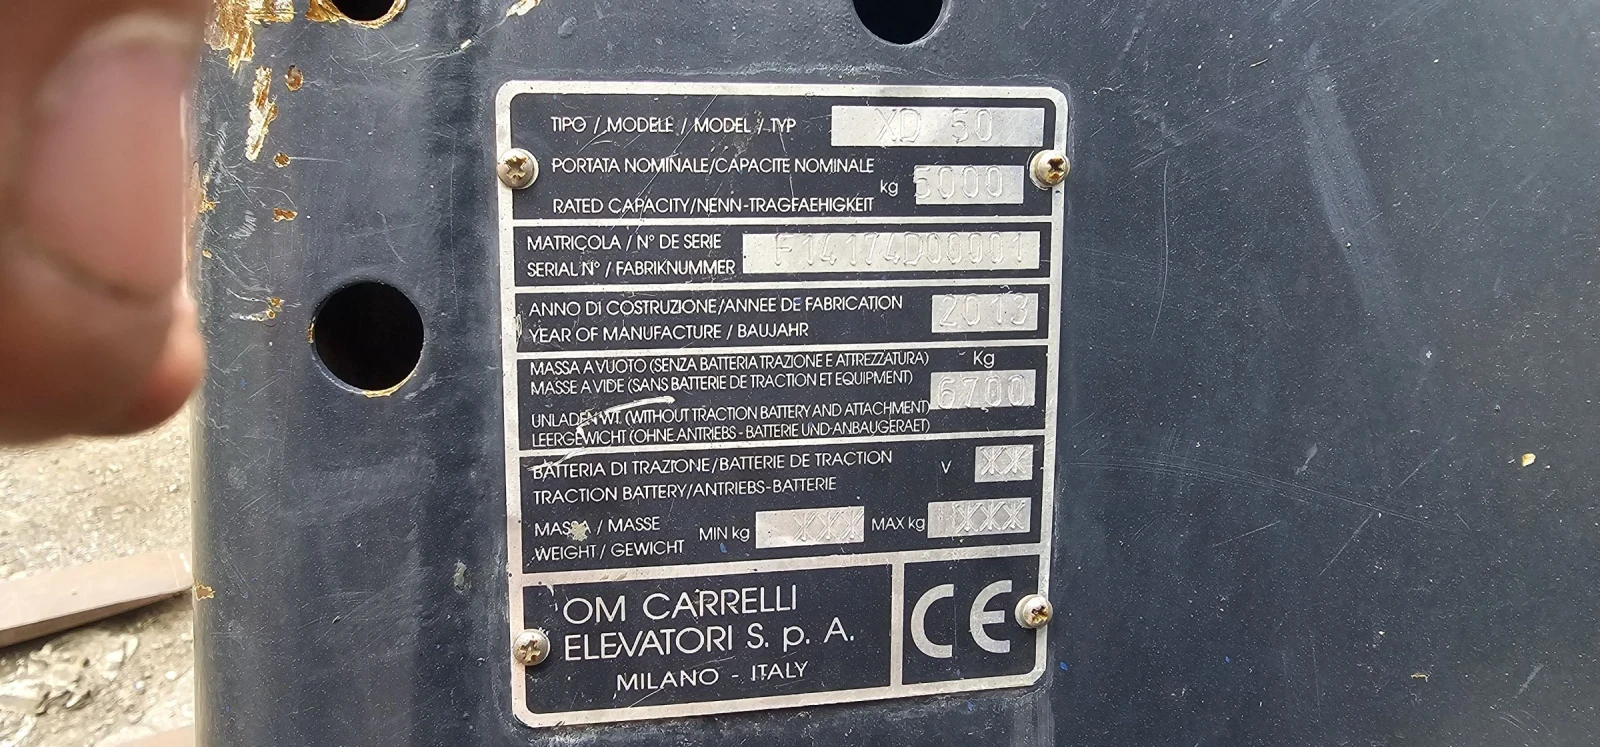 TIPO / MODELE / MODEL / TYP XD 50
PORTATA NOMINALE/CAPACITE NOMINALE
kg 5000
RATED CAPACITY/NENN-TRAGFAEHIGKEIT
MATRICOLA / N° DE SERIE
SERIAL N° / FABRIKNUMMER F14174D00001
ANNO DI COSTRUZIONE/ANNEE DE FABRICATION
YEAR OF MANUFACTURE / BAUJAHR 2013
MASSA A VUOTO (SENZA BATTERIA TRAZIONE E ATTREZZATURA) Kg
MASSE A VIDE (SANS BATTERIE DE TRACTION ET EQUIPMENT) 6700
UNLADEN WT. (WITHOUT TRACTION BATTERY AND ATTACHMENT)
LEERGEWICHT (OHNE ANTRIEBS-BATTERIE UND-ANBAUGERAET)
BATTERIA DI TRAZIONE/BATTERIE DE TRACTION V XX
TRACTION BATTERY/ANTRIEBS-BATTERIE
MASSA / MASSE MIN kg XXX MAX kg XXX
WEIGHT / GEWICHT
OM CARRELLI
ELEVATORI S. p. A.
MILANO - ITALY
CE